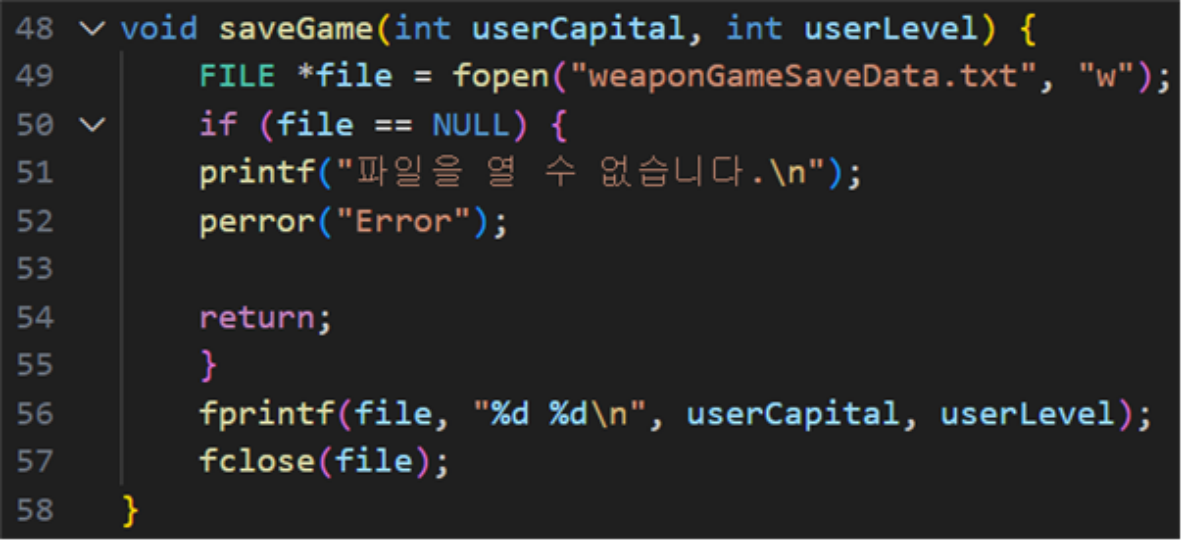 48 void saveGame(int userCapital, int userLevel) {
49 FILE *file = fopen("weaponGameSaveData.txt", "w");
50 if (file == NULL) {
51 printf("파일을 열 수 없습니다.\n");
52 perror("Error");
53
54 return;
55 }
56 fprintf(file, "%d %d\n", userCapital, userLevel);
57 fclose(file);
58 }